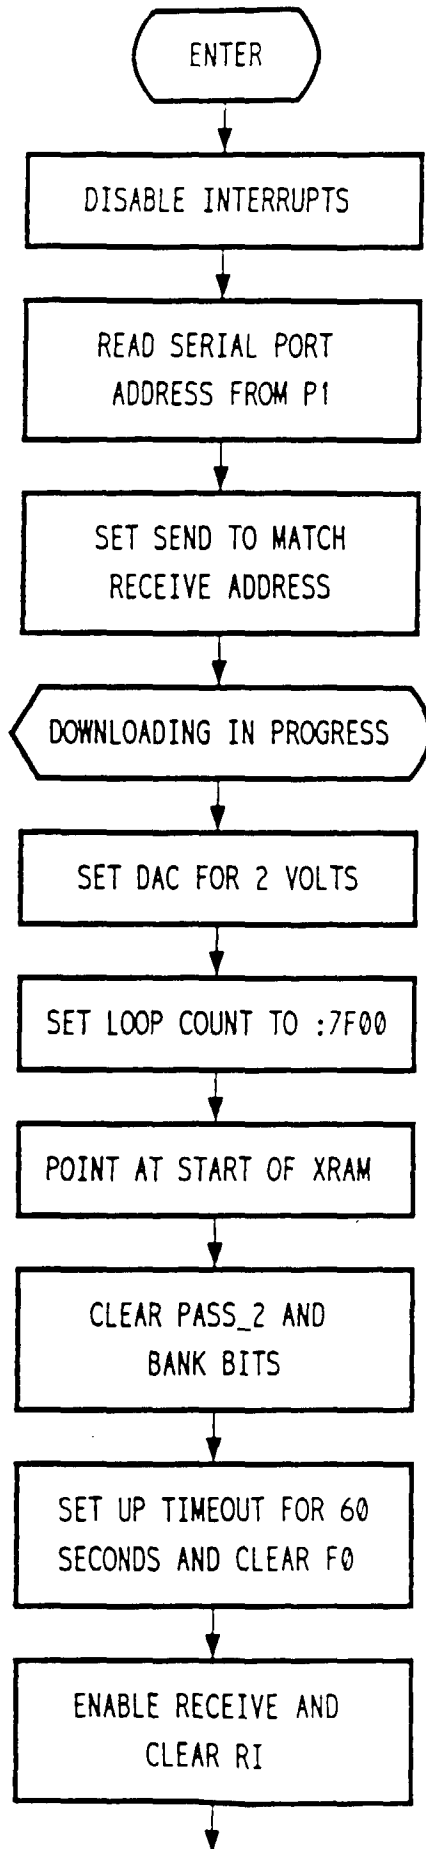 ENTER
DISABLE INTERRUPTS
READ SERIAL PORT
ADDRESS FROM P1
SET SEND TO MATCH
RECEIVE ADDRESS
DOWNLOADING IN PROGRESS
SET DAC FOR 2 VOLTS
SET LOOP COUNT TO :7F00
POINT AT START OF XRAM
CLEAR PASS_2 AND
BANK BITS
SET UP TIMEOUT FOR 60
SECONDS AND CLEAR F0
ENABLE RECEIVE AND
CLEAR RI